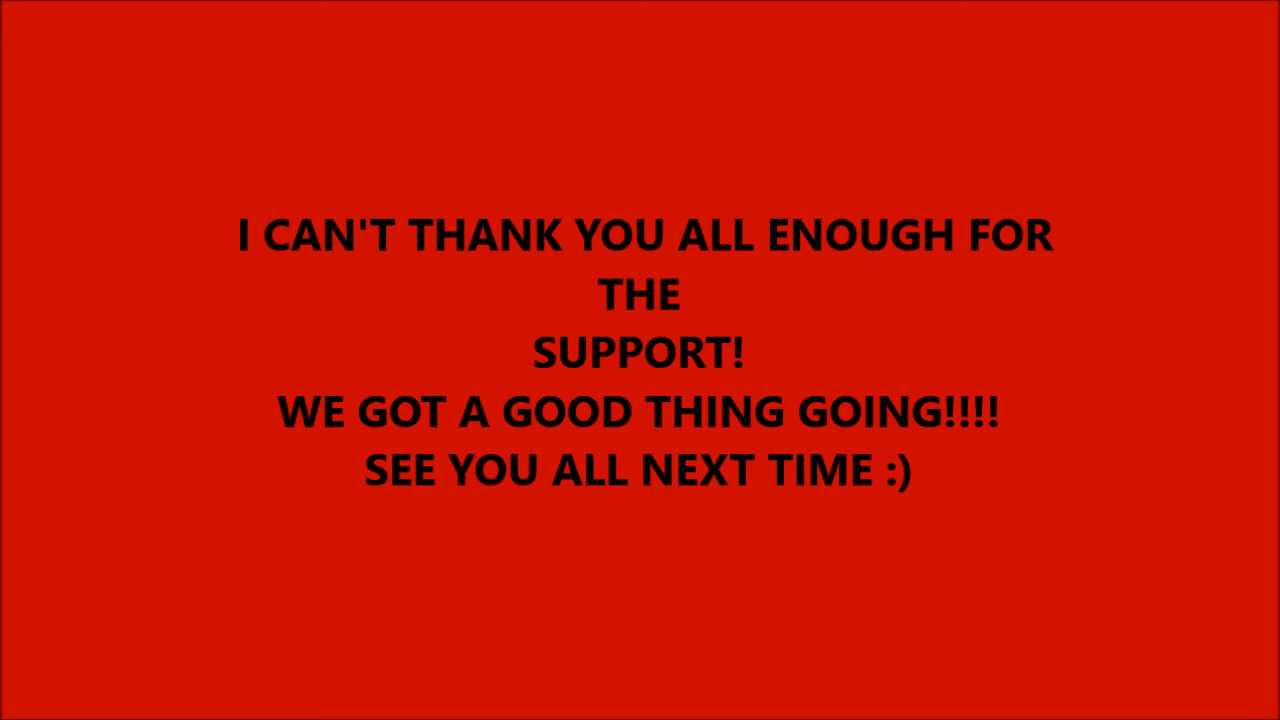 I CAN'T THANK YOU ALL ENOUGH FOR
THE
SUPPORT!
WE GOT A GOOD THING GOING!!!!
SEE YOU ALL NEXT TIME :)